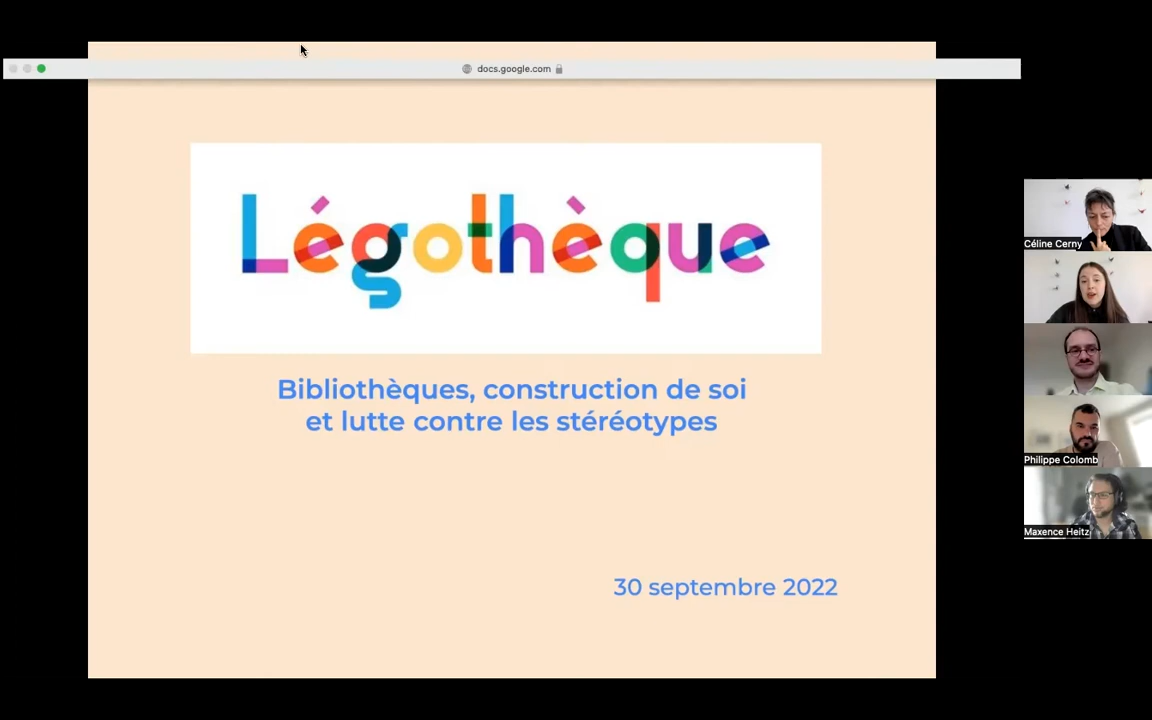 docs.google.com
Légothèque
Bibliothèques, construction de soi
et lutte contre les stéréotypes
30 septembre 2022
Céline Cerny
Philippe Colomb
Maxence Heitz